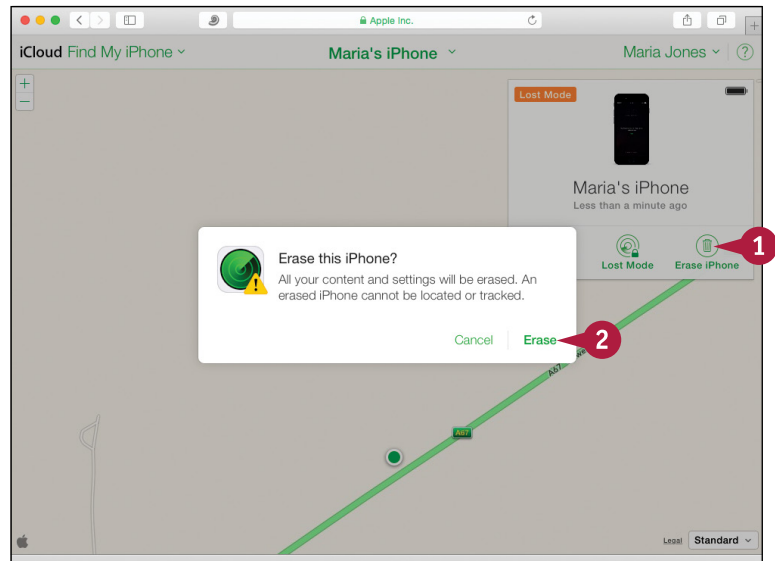 Apple Inc.
iCloud Find My iPhone
Maria's iPhone
Maria Jones
?
+
−
Lost Mode
Maria's iPhone
Less than a minute ago
Lost Mode
Erase iPhone
1
Erase this iPhone?
All your content and settings will be erased. An
erased iPhone cannot be located or tracked.
Cancel
Erase
2
A67
A67
Legal
Standard